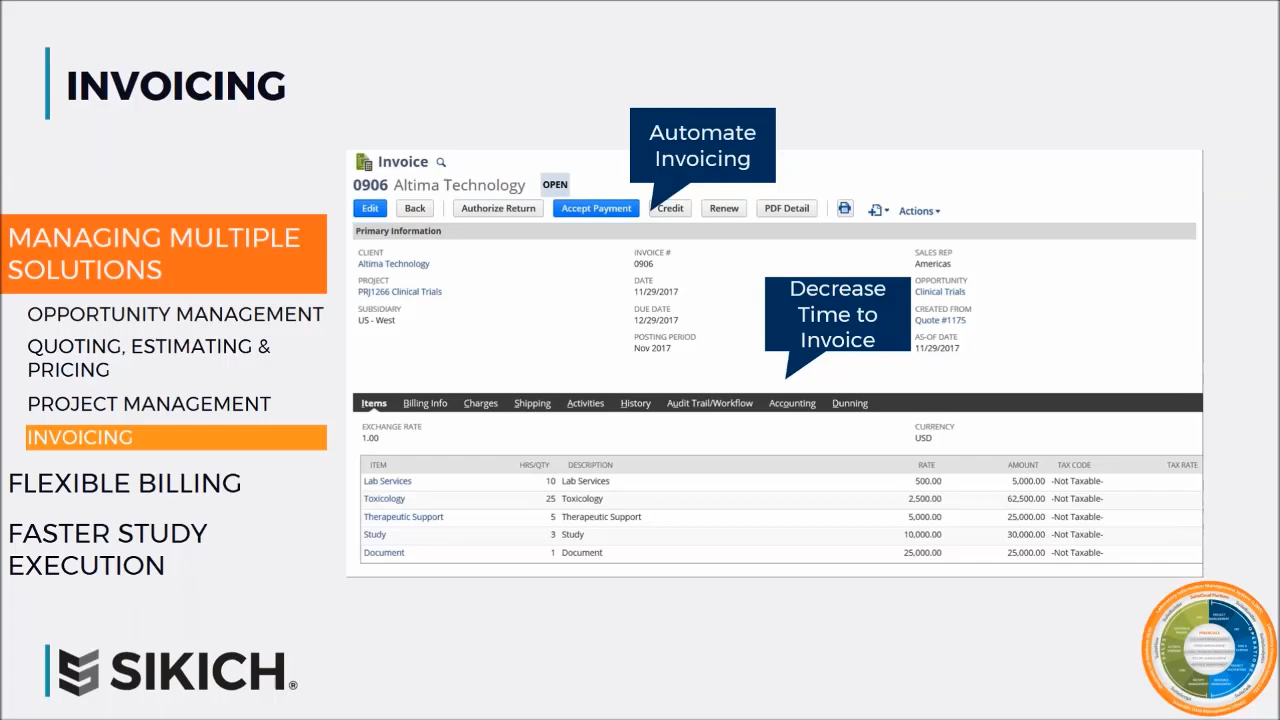 INVOICING
Automate
Invoicing
Invoice
0906 Altima Technology OPEN
Edit Back Authorize Return Accept Payment Credit Renew PDF Detail Actions
Primary Information
MANAGING MULTIPLE
SOLUTIONS
OPPORTUNITY MANAGEMENT
QUOTING, ESTIMATING &
PRICING
PROJECT MANAGEMENT
INVOICING
FLEXIBLE BILLING
FASTER STUDY
EXECUTION
CLIENT
Altima Technology
PROJECT
PRJ1266 Clinical Trials
SUBSIDIARY
US - West
INVOICE #
0906
DATE
11/29/2017
DUE DATE
12/29/2017
POSTING PERIOD
Nov 2017
Decrease
Time to
Invoice
SALES REP
Americas
OPPORTUNITY
Clinical Trials
CREATED FROM
Quote #1175
AS-OF DATE
11/29/2017
Items Billing Info Charges Shipping Activities History Audit Trail/Workflow Accounting Dunning
EXCHANGE RATE
1.00
CURRENCY
USD
ITEM HRS/QTY DESCRIPTION RATE AMOUNT TAX CODE TAX RATE
Lab Services 10 Lab Services 500.00 5,000.00 -Not Taxable-
Toxicology 25 Toxicology 2,500.00 62,500.00 -Not Taxable-
Therapeutic Support 5 Therapeutic Support 5,000.00 25,000.00 -Not Taxable-
Study 3 Study 10,000.00 30,000.00 -Not Taxable-
Document 1 Document 25,000.00 25,000.00 -Not Taxable-
SIKICH®
FINANCIALS